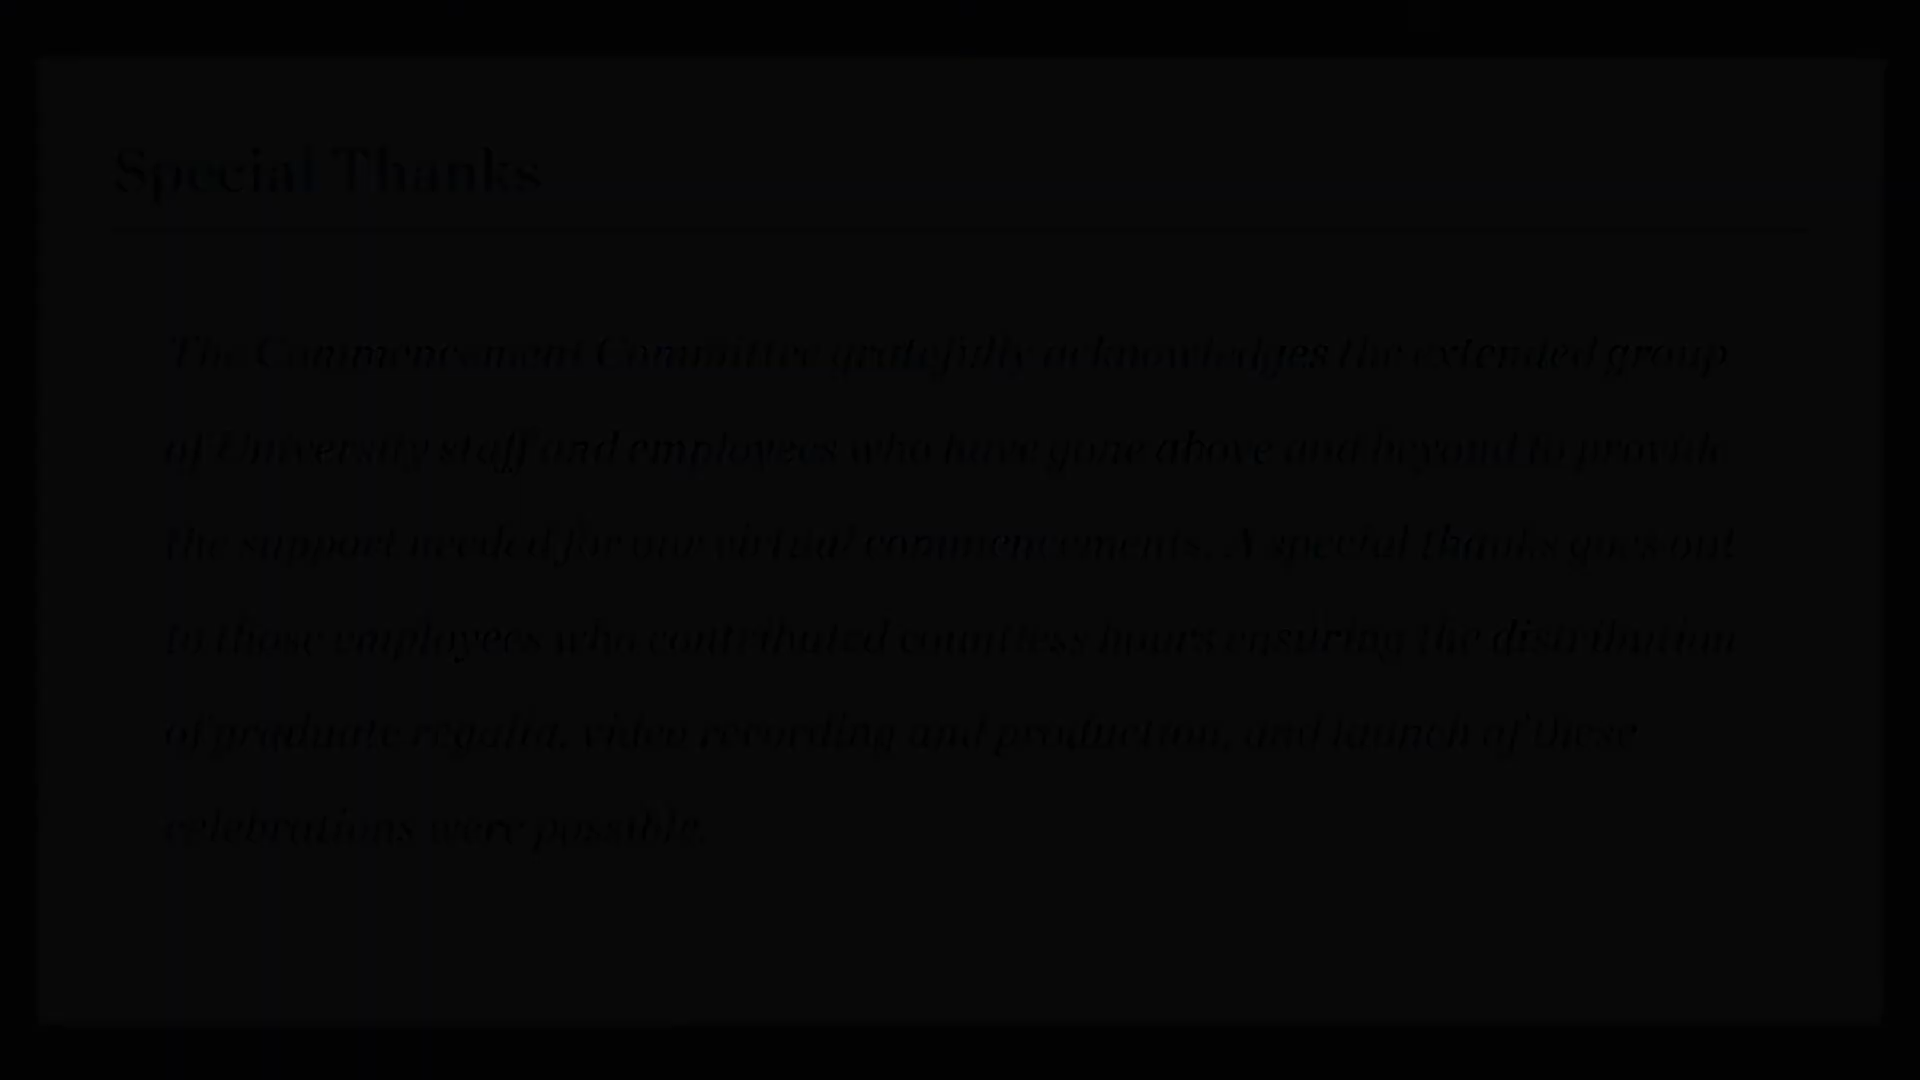 Special Thanks
The Commencement Committee gratefully acknowledges the extended group
of University staff and employees who have gone above and beyond to provide
the support needed for our virtual commencements. A special thanks goes out
to those employees who contributed countless hours ensuring the distribution
of graduate regalia, video recording and production, and launch of these
celebrations were possible.